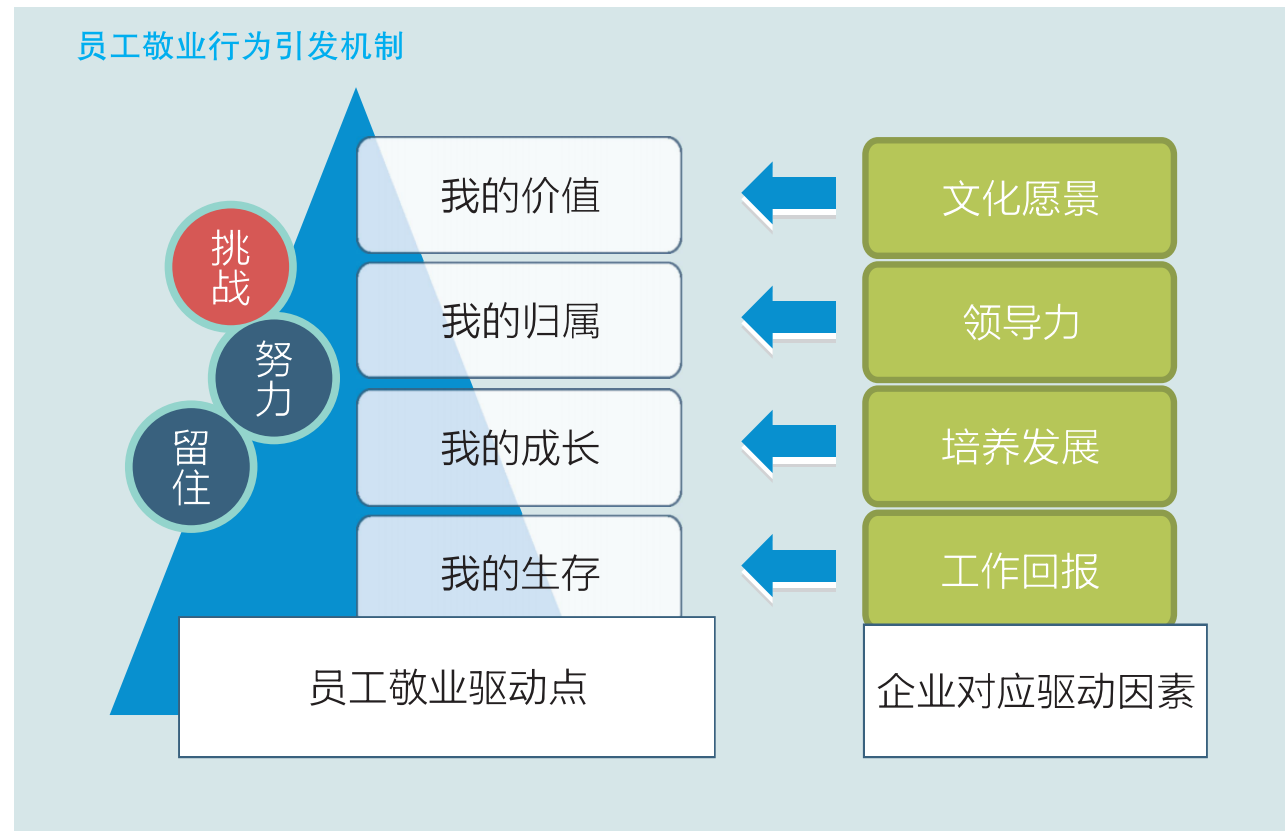 员工敬业行为引发机制
我的价值
文化愿景
挑战
我的归属
领导力
努力
我的成长
培养发展
留住
我的生存
工作回报
员工敬业驱动点
企业对应驱动因素